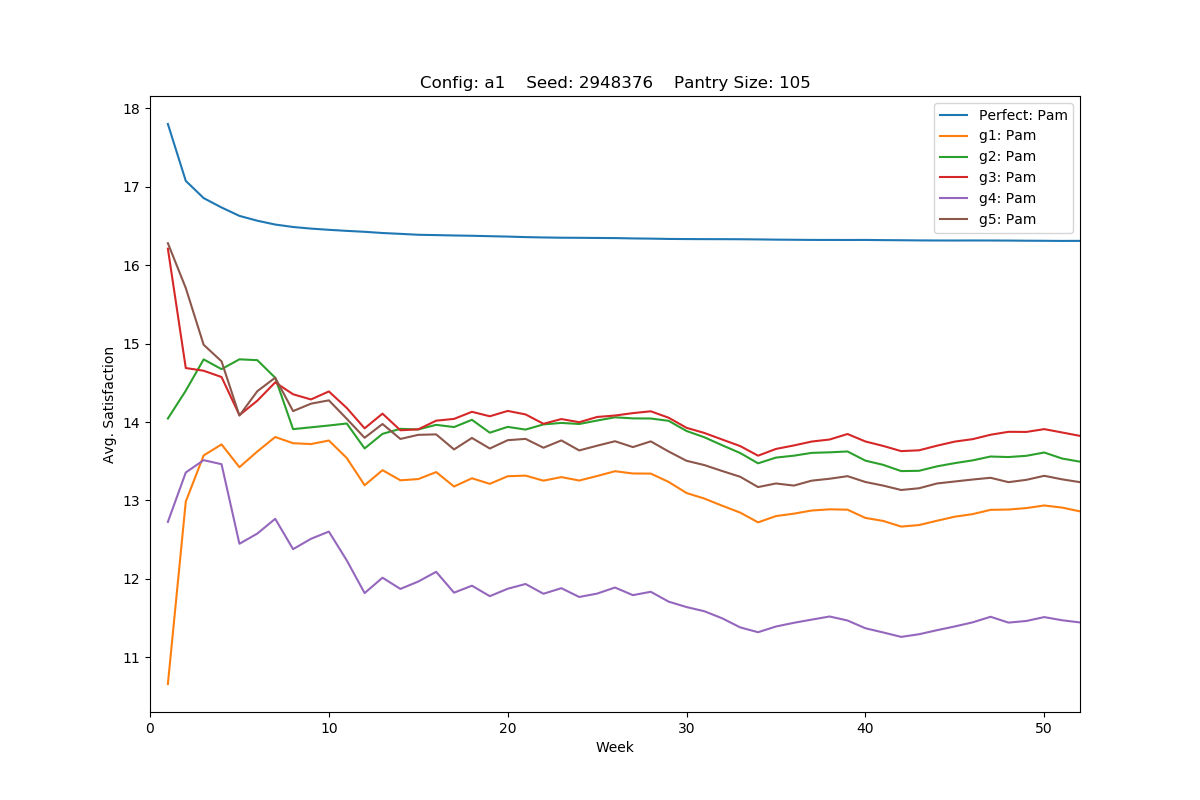 Config: a1    Seed: 2948376    Pantry Size: 105
18
17
16
15
14
13
12
11
Avg. Satisfaction
Perfect: Pam
g1: Pam
g2: Pam
g3: Pam
g4: Pam
g5: Pam
0 10 20 30 40 50
Week